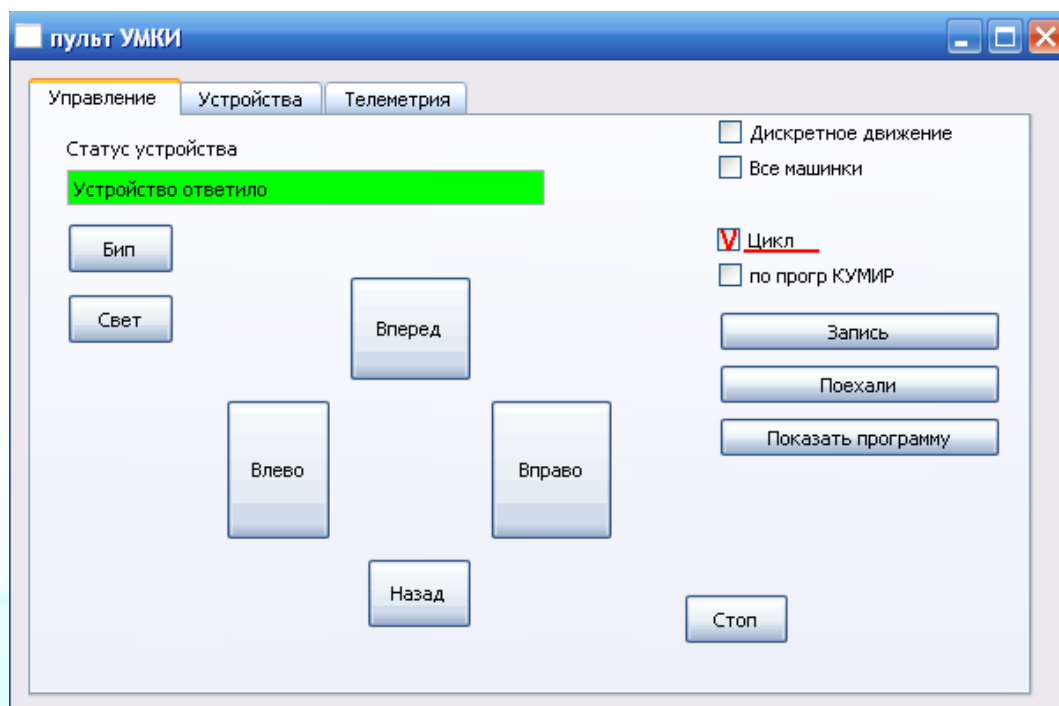 пульт УМКИ
Управление Устройства Телеметрия
Статус устройства
Устройство ответило
Дискретное движение
Все машинки
Бип
Свет
V Цикл
по прогр КУМИР
Запись
Поехали
Показать программу
Вперед
Влево
Вправо
Назад
Стоп